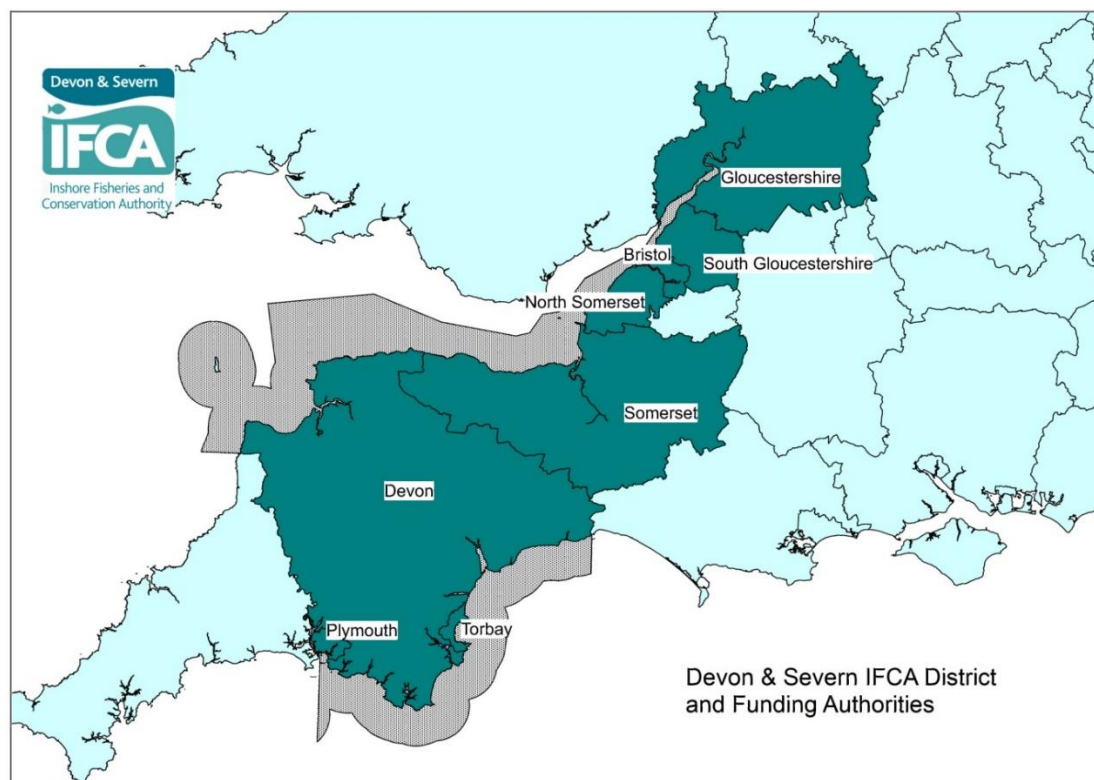 Devon & Severn
IFCA
Inshore Fisheries and
Conservation Authority
Gloucestershire
Bristol
South Gloucestershire
North Somerset
Somerset
Devon
Plymouth
Torbay
Devon & Severn IFCA District
and Funding Authorities